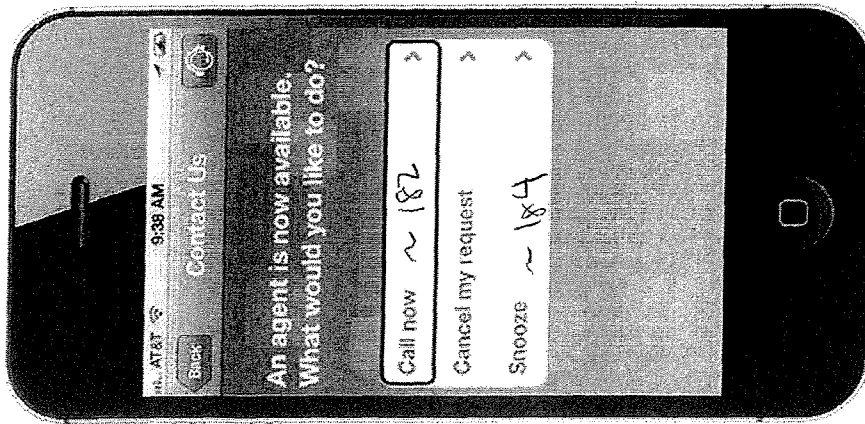 AT&T 9:38 AM
Back Contact Us
An agent is now available.
What would you like to do?
Call now ~ 182
Cancel my request
Snooze ~ 184